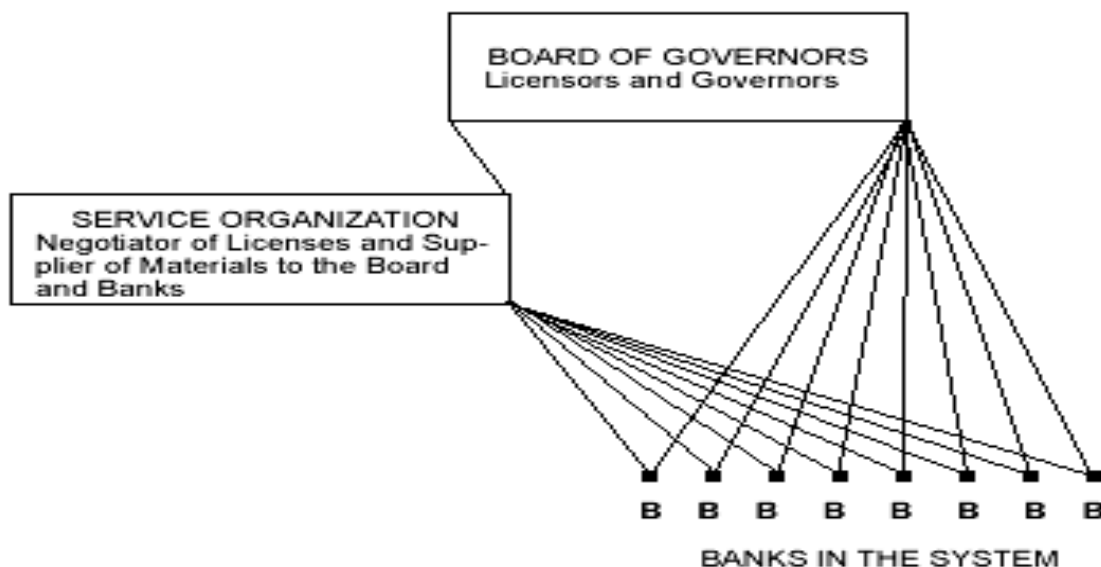 BOARD OF GOVERNORS
Licensors and Governors
SERVICE ORGANIZATION
Negotiator of Licenses and Sup-
plier of Materials to the Board
and Banks
B B B B B B B B
BANKS IN THE SYSTEM